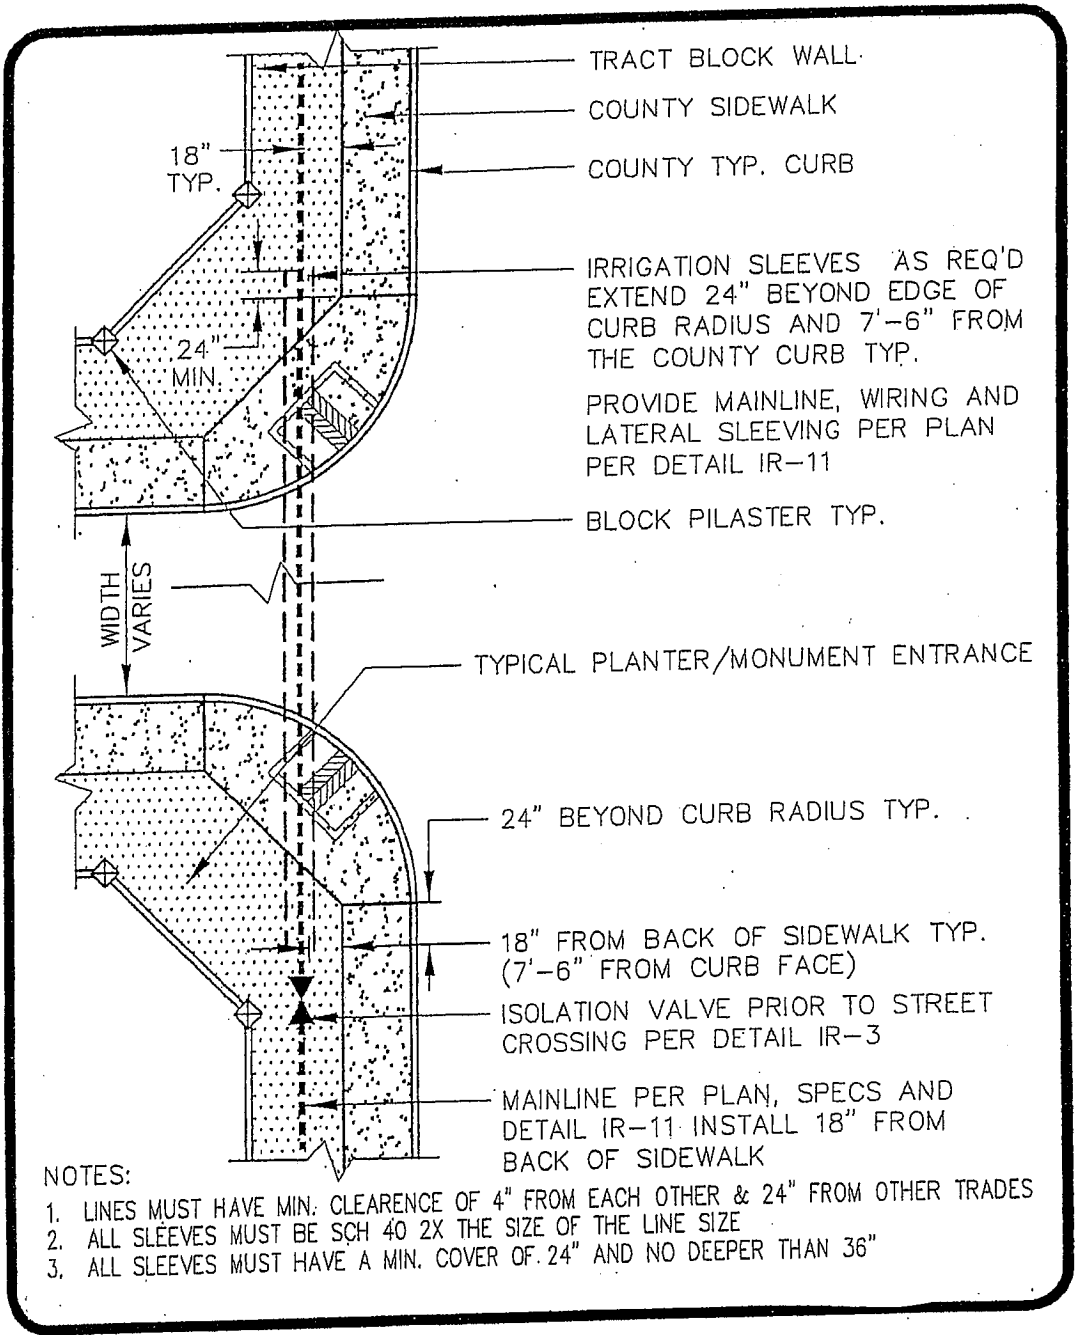 TRACT BLOCK WALL
COUNTY SIDEWALK
18"
TYP.
COUNTY TYP. CURB
IRRIGATION SLEEVES AS REQ'D
EXTEND 24" BEYOND EDGE OF
CURB RADIUS AND 7'-6" FROM
THE COUNTY CURB TYP.
24"
MIN.
PROVIDE MAINLINE, WIRING AND
LATERAL SLEEVING PER PLAN
PER DETAIL IR-11
BLOCK PILASTER TYP.
WIDTH
VARIES
TYPICAL PLANTER/MONUMENT ENTRANCE
24" BEYOND CURB RADIUS TYP.
18" FROM BACK OF SIDEWALK TYP.
(7'-6" FROM CURB FACE)
ISOLATION VALVE PRIOR TO STREET
CROSSING PER DETAIL IR-3
MAINLINE PER PLAN, SPECS AND
DETAIL IR-11 INSTALL 18" FROM
BACK OF SIDEWALK
NOTES:
1. LINES MUST HAVE MIN. CLEARENCE OF 4" FROM EACH OTHER & 24" FROM OTHER TRADES
2. ALL SLEEVES MUST BE SCH 40 2X THE SIZE OF THE LINE SIZE
3. ALL SLEEVES MUST HAVE A MIN. COVER OF 24" AND NO DEEPER THAN 36"